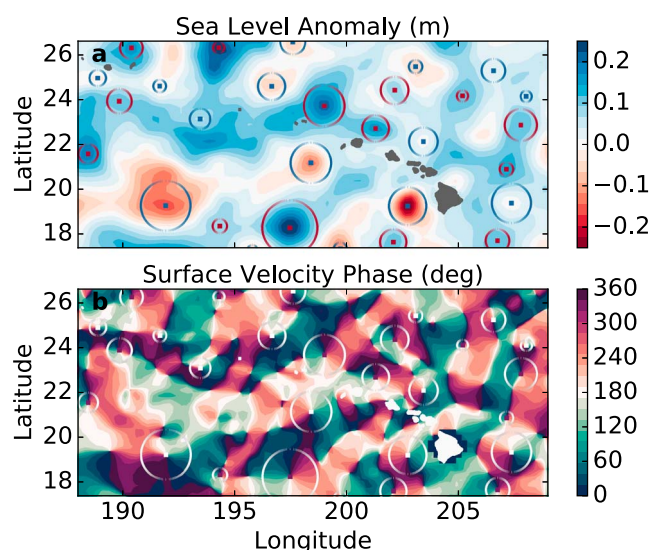 Sea Level Anomaly (m)
a
26
24
22
20
18
Latitude
0.2
0.1
0.0
−0.1
−0.2
Surface Velocity Phase (deg)
b
26
24
22
20
18
Latitude
360
300
240
180
120
60
0
190 195 200 205
Longitude